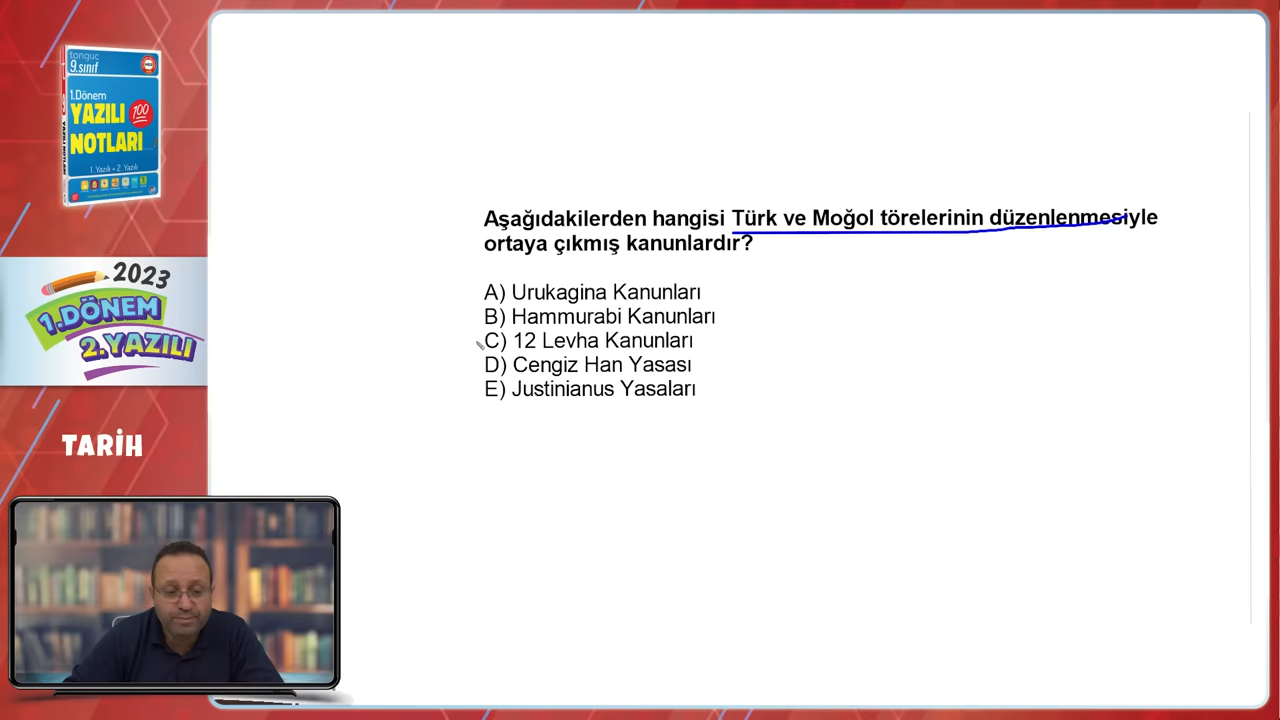 tonguç
9.sınıf
1.Dönem
YAZILI
100
NOTLARI
1.Yazılı • 2.Yazılı
2023
1.DÖNEM
2.YAZILI
TARİH
Aşağıdakilerden hangisi Türk ve Moğol törelerinin düzenlenmesiyle
ortaya çıkmış kanunlardır?
A) Urukagina Kanunları
B) Hammurabi Kanunları
C) 12 Levha Kanunları
D) Cengiz Han Yasası
E) Justinianus Yasaları